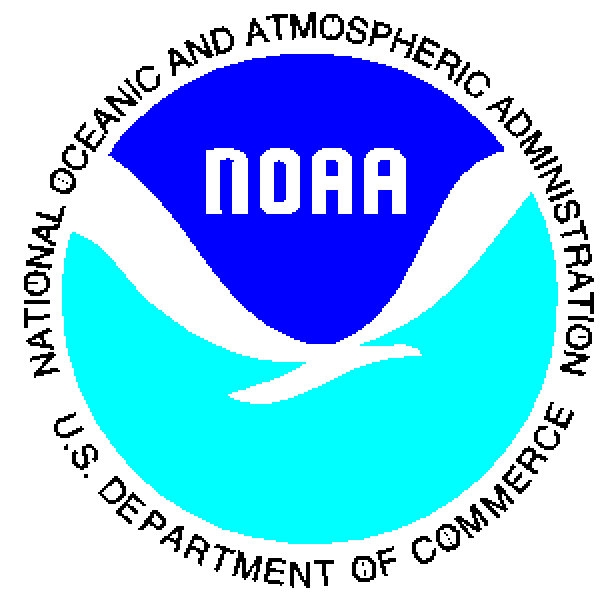 NATIONAL OCEANIC AND ATMOSPHERIC ADMINISTRATION
NOAA
U.S. DEPARTMENT OF COMMERCE